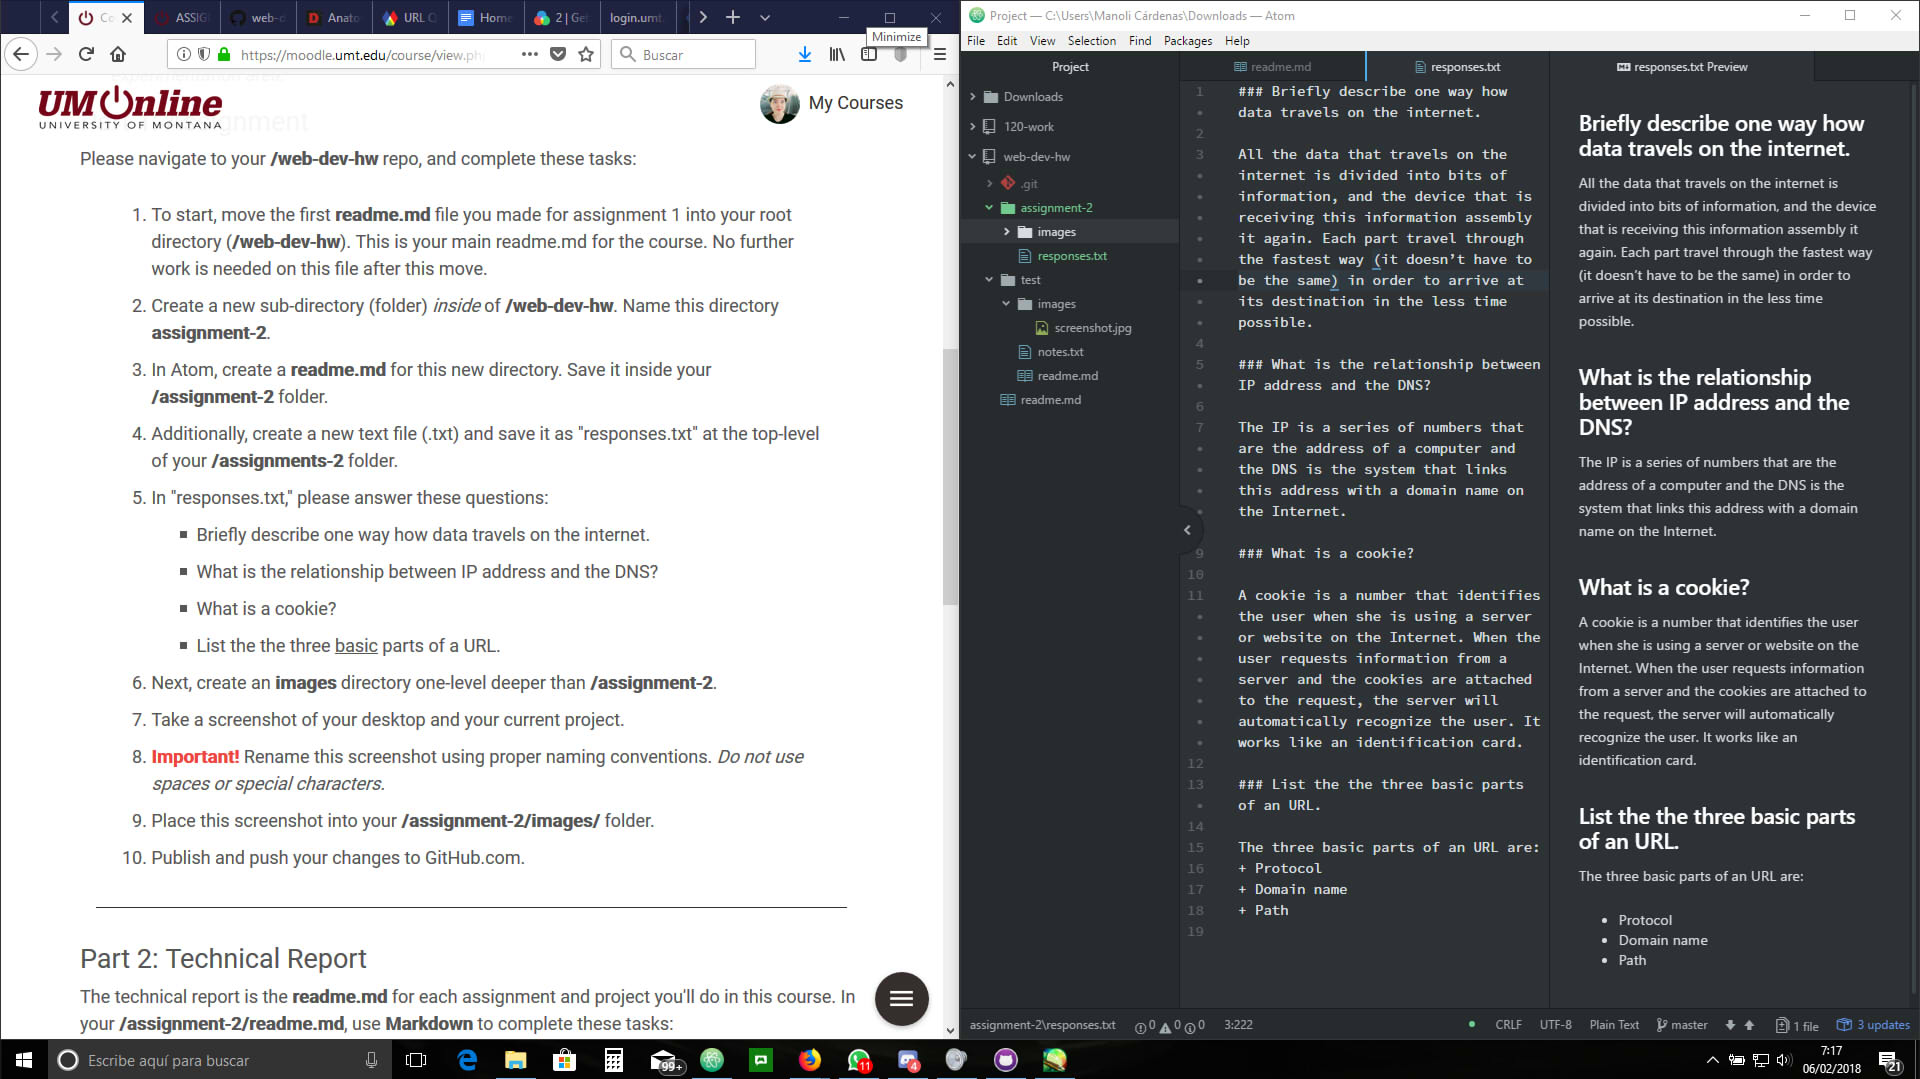 Co
ASSIG
web-d
Anato
URL Q
Home
2 | Get
login.umt.
Minimize
https://moodle.umt.edu/course/view.ph
Buscar
UM Online
UNIVERSITY OF MONTANA
My Courses
Please navigate to your /web-dev-hw repo, and complete these tasks:
1. To start, move the first readme.md file you made for assignment 1 into your root
directory (/web-dev-hw). This is your main readme.md for the course. No further
work is needed on this file after this move.
2. Create a new sub-directory (folder) inside of /web-dev-hw. Name this directory
assignment-2.
3. In Atom, create a readme.md for this new directory. Save it inside your
/assignment-2 folder.
4. Additionally, create a new text file (.txt) and save it as "responses.txt" at the top-level
of your /assignments-2 folder.
5. In "responses.txt," please answer these questions:
▪ Briefly describe one way how data travels on the internet.
▪ What is the relationship between IP address and the DNS?
▪ What is a cookie?
▪ List the the three basic parts of a URL.
6. Next, create an images directory one-level deeper than /assignment-2.
7. Take a screenshot of your desktop and your current project.
8. Important! Rename this screenshot using proper naming conventions. Do not use
spaces or special characters.
9. Place this screenshot into your /assignment-2/images/ folder.
10. Publish and push your changes to GitHub.com.
Part 2: Technical Report
The technical report is the readme.md for each assignment and project you'll do in this course. In
your /assignment-2/readme.md, use Markdown to complete these tasks:
Project — C:\Users\Manoli Cárdenas\Downloads — Atom
File Edit View Selection Find Packages Help
Project
Downloads
120-work
web-dev-hw
.git
assignment-2
images
responses.txt
test
images
screenshot.jpg
notes.txt
readme.md
readme.md
readme.md
responses.txt
responses.txt Preview
1 ### Briefly describe one way how
data travels on the internet.
2
3 All the data that travels on the
internet is divided into bits of
information, and the device that is
receiving this information assembly
it again. Each part travel through
the fastest way (it doesn’t have to
be the same) in order to arrive at
its destination in the less time
possible.
4
5 ### What is the relationship between
IP address and the DNS?
6
7 The IP is a series of numbers that
are the address of a computer and
the DNS is the system that links
this address with a domain name on
the Internet.
9 ### What is a cookie?
10
11 A cookie is a number that identifies
the user when she is using a server
or website on the Internet. When the
user requests information from a
server and the cookies are attached
to the request, the server will
automatically recognize the user. It
works like an identification card.
12
13 ### List the the three basic parts
of an URL.
14
15 The three basic parts of an URL are:
16 + Protocol
17 + Domain name
18 + Path
19
Briefly describe one way how
data travels on the internet.
All the data that travels on the internet is
divided into bits of information, and the device
that is receiving this information assembly it
again. Each part travel through the fastest way
(it doesn’t have to be the same) in order to
arrive at its destination in the less time
possible.
What is the relationship
between IP address and the
DNS?
The IP is a series of numbers that are the
address of a computer and the DNS is the
system that links this address with a domain
name on the Internet.
What is a cookie?
A cookie is a number that identifies the user
when she is using a server or website on the
Internet. When the user requests information
from a server and the cookies are attached to
the request, the server will automatically
recognize the user. It works like an
identification card.
List the the three basic parts
of an URL.
The three basic parts of an URL are:
• Protocol
• Domain name
• Path
assignment-2\responses.txt 0 0 0 3:222
CRLF UTF-8 Plain Text master 1 file 3 updates
Escribe aquí para buscar
99+
11
4
7:17
06/02/2018
21